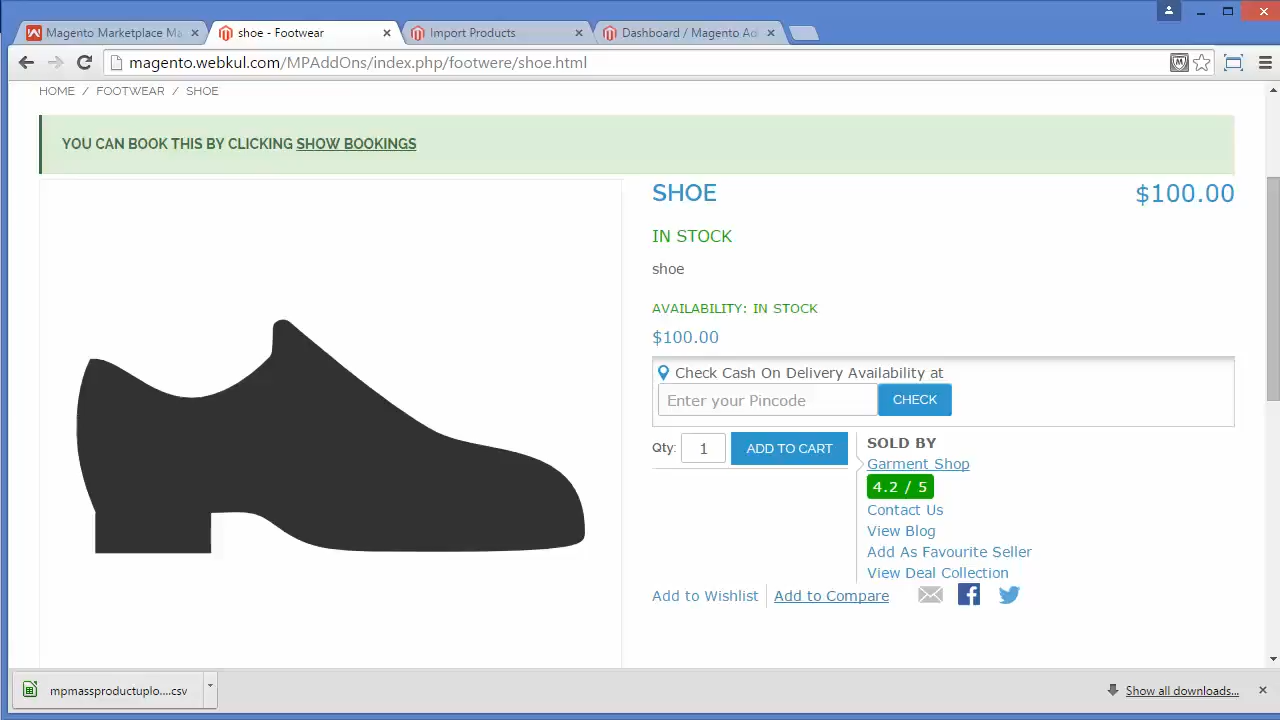 Magento Marketplace Ma
shoe - Footwear
Import Products
Dashboard / Magento Ad
magento.webkul.com/MPAddOns/index.php/footwere/shoe.html
HOME / FOOTWEAR / SHOE
YOU CAN BOOK THIS BY CLICKING SHOW BOOKINGS
SHOE
$100.00
IN STOCK
shoe
AVAILABILITY: IN STOCK
$100.00
Check Cash On Delivery Availability at
Enter your Pincode
CHECK
Qty: 1
ADD TO CART
SOLD BY
Garment Shop
4.2 / 5
Contact Us
View Blog
Add As Favourite Seller
View Deal Collection
Add to Wishlist
Add to Compare
mpmassproductuplo....csv
Show all downloads...